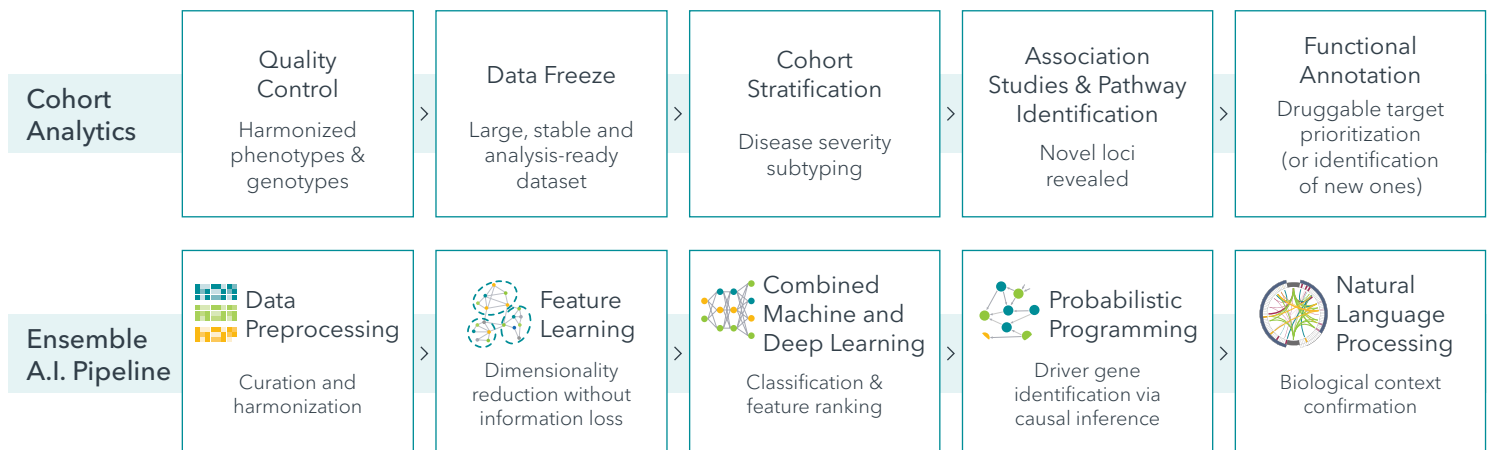 Cohort
Analytics
Quality
Control
Harmonized
phenotypes &
genotypes
Data Freeze
Large, stable and
analysis-ready
dataset
Cohort
Stratification
Disease severity
subtyping
Association
Studies & Pathway
Identification
Novel loci
revealed
Functional
Annotation
Druggable target
prioritization
(or identification
of new ones)
Ensemble
A.I. Pipeline
Data
Preprocessing
Curation and
harmonization
Feature
Learning
Dimensionality
reduction without
information loss
Combined
Machine and
Deep Learning
Classification &
feature ranking
Probabilistic
Programming
Driver gene
identification via
causal inference
Natural
Language
Processing
Biological context
confirmation